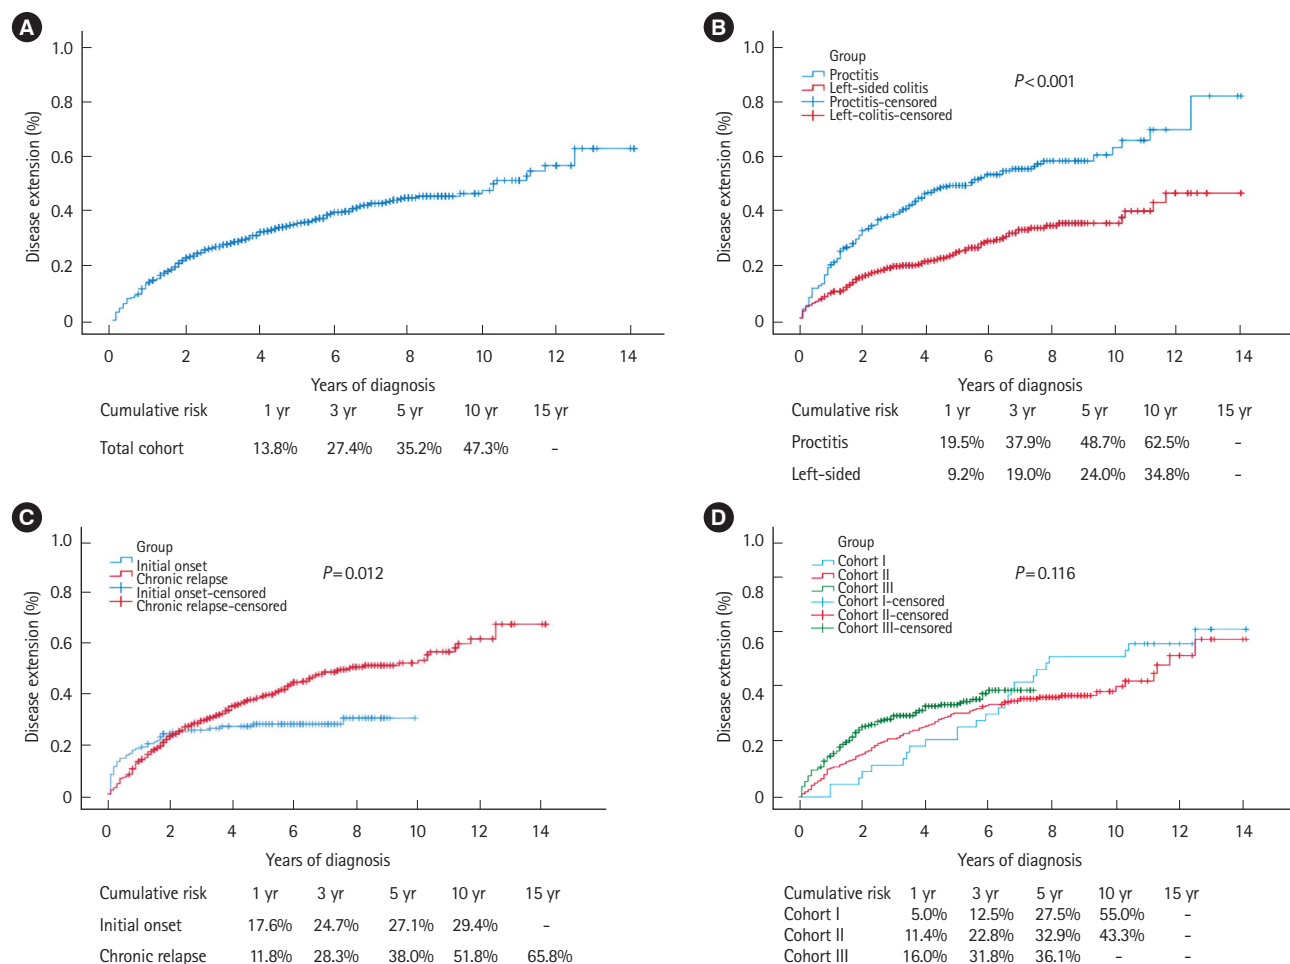 A
1.0
0.8
0.6
0.4
0.2
0
Disease extension (%)
0 2 4 6 8 10 12 14
Years of diagnosis
Cumulative risk 1 yr 3 yr 5 yr 10 yr 15 yr
Total cohort 13.8% 27.4% 35.2% 47.3% -
B
1.0
0.8
0.6
0.4
0.2
0
Disease extension (%)
Group
Proctitis
Left-sided colitis
Proctitis-censored
Left-colitis-censored
P<0.001
0 2 4 6 8 10 12 14
Years of diagnosis
Cumulative risk 1 yr 3 yr 5 yr 10 yr 15 yr
Proctitis 19.5% 37.9% 48.7% 62.5% -
Left-sided 9.2% 19.0% 24.0% 34.8% -
C
1.0
0.8
0.6
0.4
0.2
0
Disease extension (%)
Group
Initial onset
Chronic relapse
Initial onset-censored
Chronic relapse-censored
P=0.012
0 2 4 6 8 10 12 14
Years of diagnosis
Cumulative risk 1 yr 3 yr 5 yr 10 yr 15 yr
Initial onset 17.6% 24.7% 27.1% 29.4% -
Chronic relapse 11.8% 28.3% 38.0% 51.8% 65.8%
D
1.0
0.8
0.6
0.4
0.2
0
Disease extension (%)
Group
Cohort I
Cohort II
Cohort III
Cohort I-censored
Cohort II-censored
Cohort III-censored
P=0.116
0 2 4 6 8 10 12 14
Years of diagnosis
Cumulative risk 1 yr 3 yr 5 yr 10 yr 15 yr
Cohort I 5.0% 12.5% 27.5% 55.0% -
Cohort II 11.4% 22.8% 32.9% 43.3% -
Cohort III 16.0% 31.8% 36.1% - -